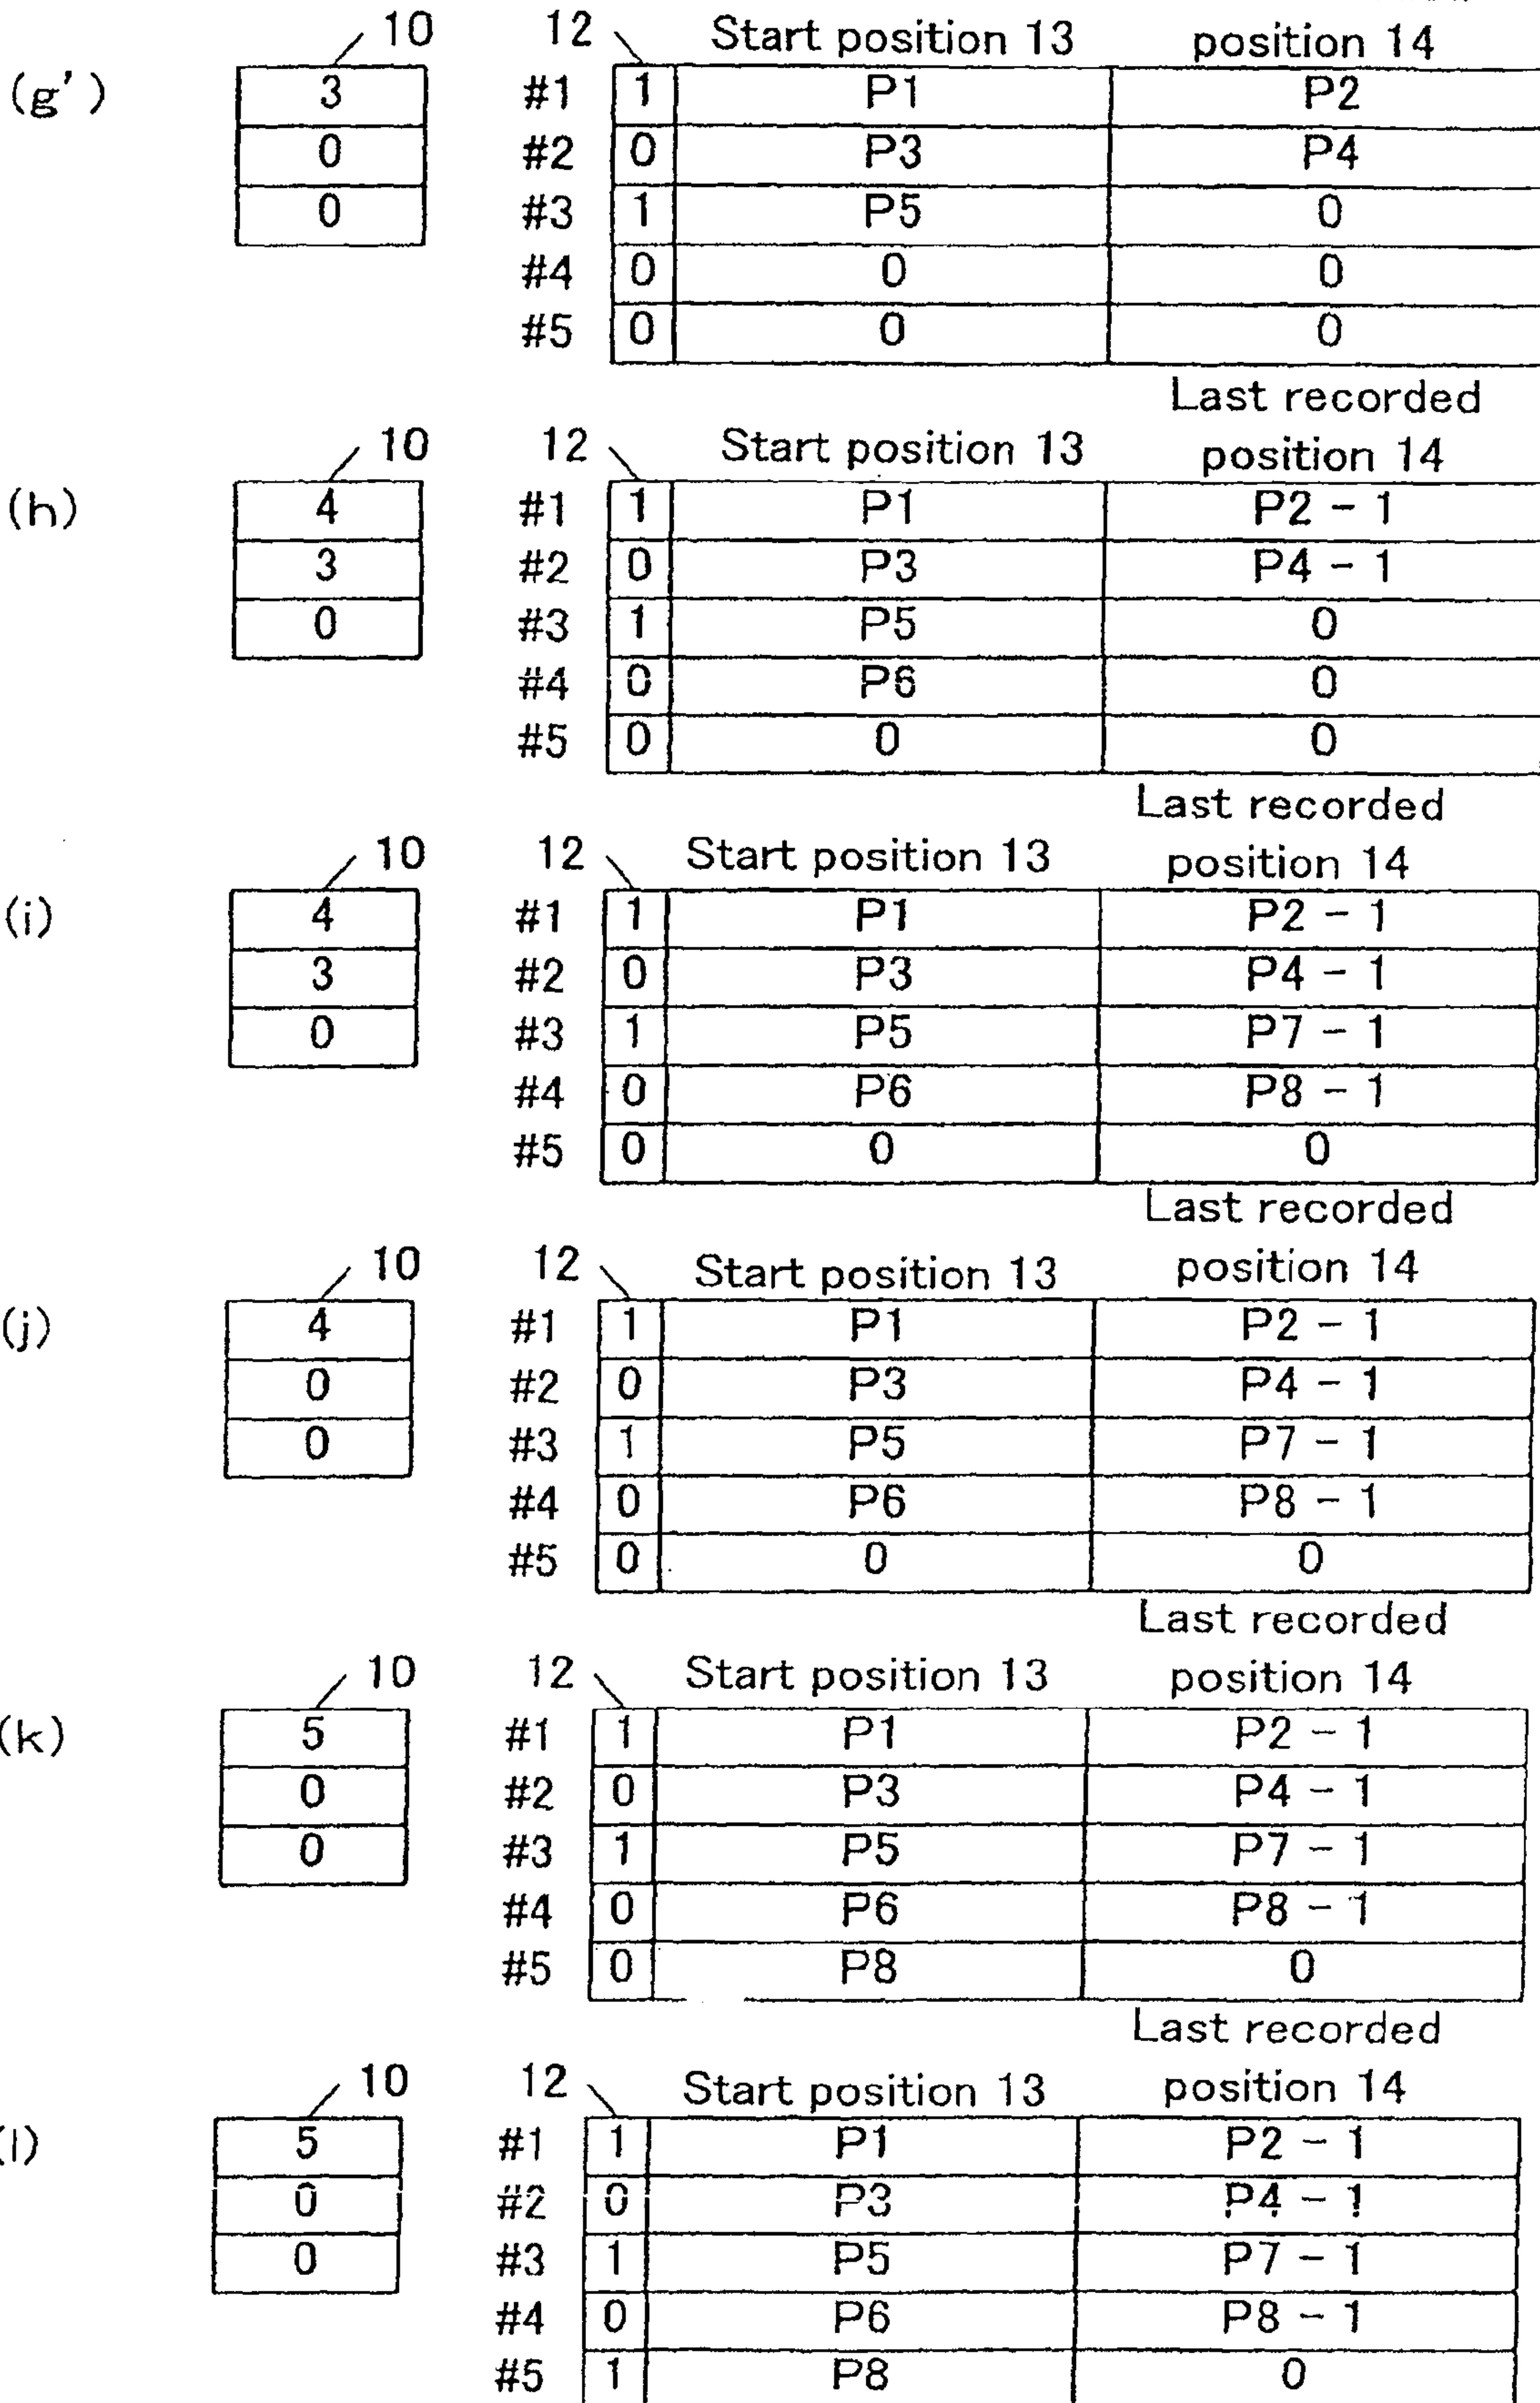 10 12 Start position 13 position 14
(g') 3 #1 1 P1 P2
0 #2 0 P3 P4
0 #3 1 P5 0
#4 0 0 0
#5 0 0 0
Last recorded
10 12 Start position 13 position 14
(h) 4 #1 1 P1 P2 - 1
3 #2 0 P3 P4 - 1
0 #3 1 P5 0
#4 0 P6 0
#5 0 0 0
Last recorded
10 12 Start position 13 position 14
(i) 4 #1 1 P1 P2 - 1
3 #2 0 P3 P4 - 1
0 #3 1 P5 P7 - 1
#4 0 P6 P8 - 1
#5 0 0 0
Last recorded
10 12 Start position 13 position 14
(j) 4 #1 1 P1 P2 - 1
0 #2 0 P3 P4 - 1
0 #3 1 P5 P7 - 1
#4 0 P6 P8 - 1
#5 0 0 0
Last recorded
10 12 Start position 13 position 14
(k) 5 #1 1 P1 P2 - 1
0 #2 0 P3 P4 - 1
0 #3 1 P5 P7 - 1
#4 0 P6 P8 - 1
#5 0 P8 0
Last recorded
10 12 Start position 13 position 14
(l) 5 #1 1 P1 P2 - 1
0 #2 0 P3 P4 - 1
0 #3 1 P5 P7 - 1
#4 0 P6 P8 - 1
#5 1 P8 0